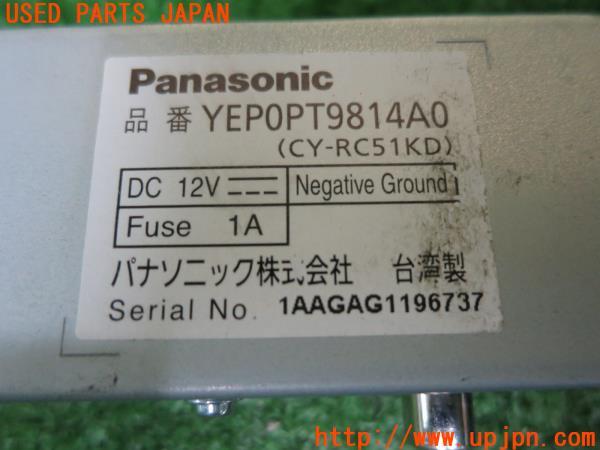 USED PARTS JAPAN
Panasonic
品番 YEP0PT9814A0
(CY-RC51KD)
DC 12V Negative Ground
Fuse 1A
パナソニック株式会社 台湾製
Serial No. 1AAGAG1196737
http://www.upjpn.com